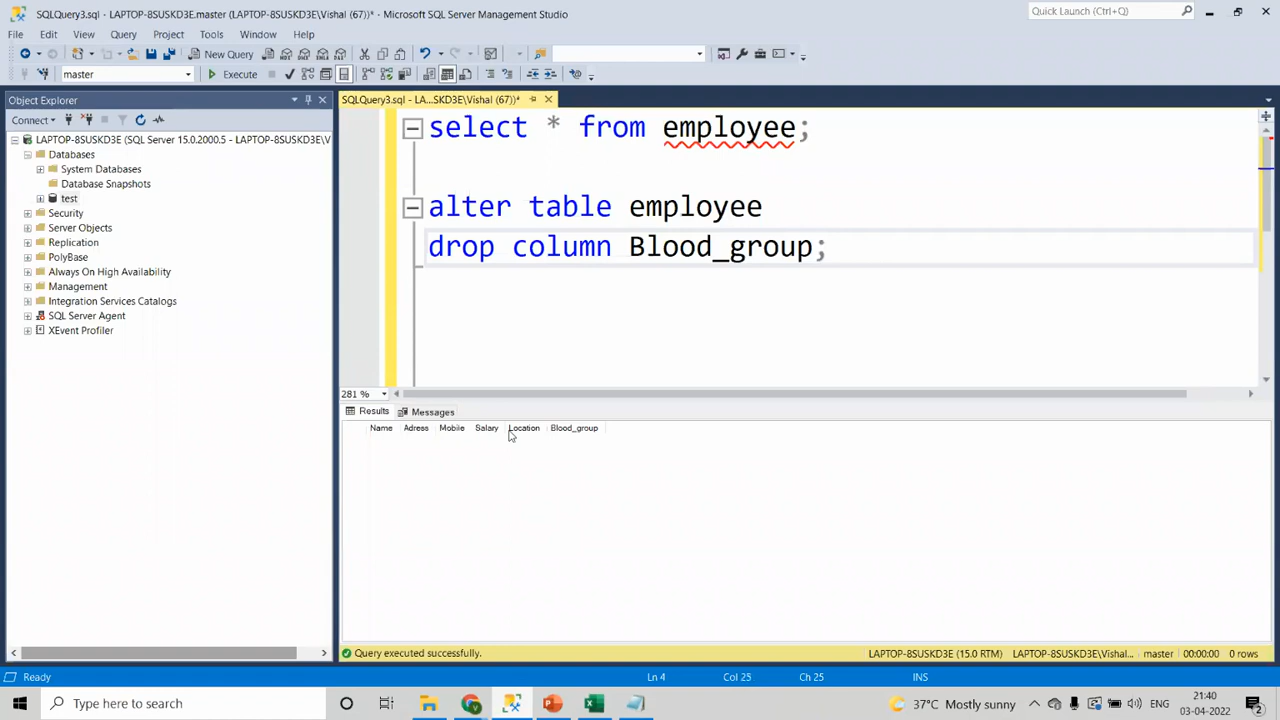 SQLQuery3.sql - LAPTOP-8SUSKD3E.master (LAPTOP-8SUSKD3E\Vishal (67))* - Microsoft SQL Server Management Studio
Quick Launch (Ctrl+Q)
File Edit View Query Project Tools Window Help
New Query
master
Execute
Object Explorer
Connect
LAPTOP-8SUSKD3E (SQL Server 15.0.2000.5 - LAPTOP-8SUSKD3E\V
Databases
System Databases
Database Snapshots
test
Security
Server Objects
Replication
PolyBase
Always On High Availability
Management
Integration Services Catalogs
SQL Server Agent
XEvent Profiler
SQLQuery3.sql - LA...SKD3E\Vishal (67))*
select * from employee;
alter table employee
drop column Blood_group;
281 %
Results Messages
Name Adress Mobile Salary Location Blood_group
Query executed successfully.
LAPTOP-8SUSKD3E (15.0 RTM) LAPTOP-8SUSKD3E\Vishal... master 00:00:00 0 rows
Ready Ln 4 Col 25 Ch 25 INS
Type here to search
37°C Mostly sunny
ENG
21:40
03-04-2022
2